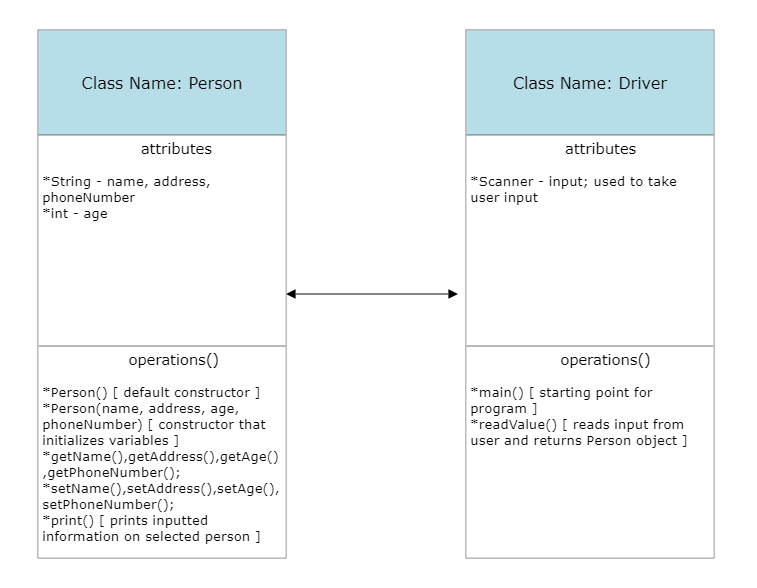 Class Name: Person
attributes
*String - name, address,
phoneNumber
*int - age
operations()
*Person() [ default constructor ]
*Person(name, address, age,
phoneNumber) [ constructor that
initializes variables ]
*getName(),getAddress(),getAge()
,getPhoneNumber();
*setName(),setAddress(),setAge(),
setPhoneNumber();
*print() [ prints inputted
information on selected person ]
Class Name: Driver
attributes
*Scanner - input; used to take
user input
operations()
*main() [ starting point for
program ]
*readValue() [ reads input from
user and returns Person object ]